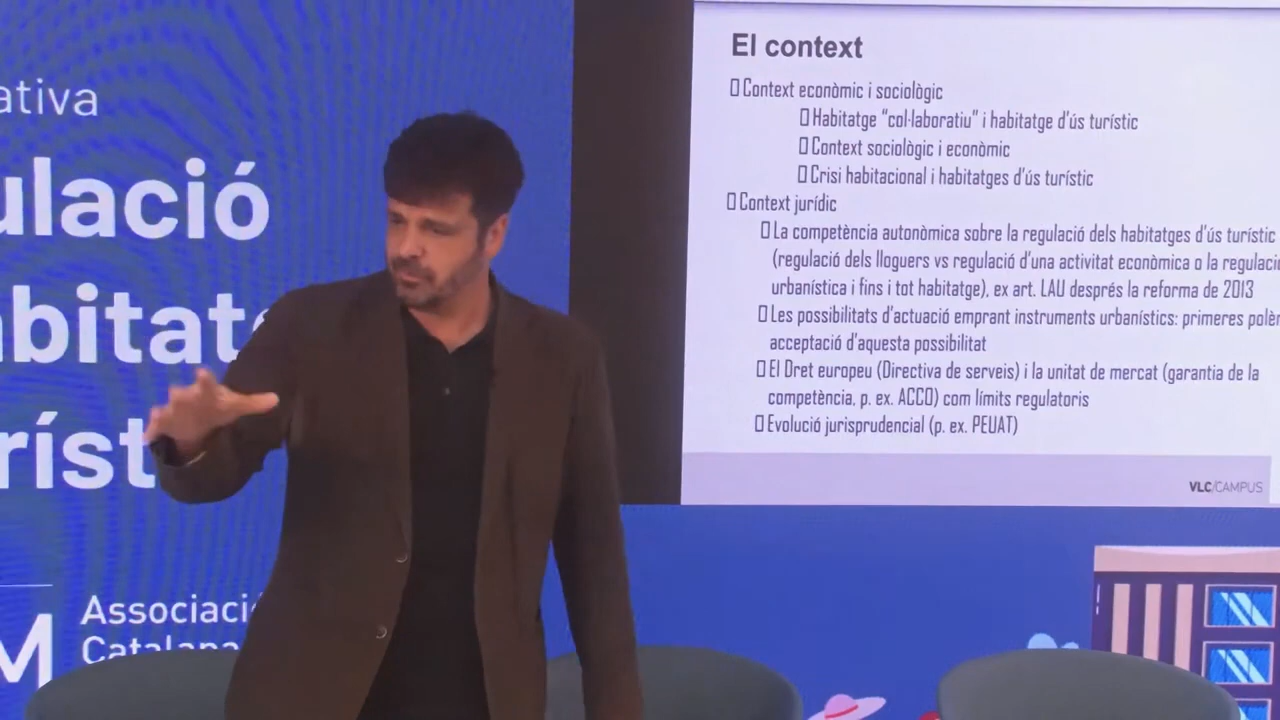 ativa
ulació
abitat
ríst
M
Associaci
Catalana
El context
Context econòmic i sociològic
Habitatge “col·laboratiu” i habitatge d’ús turístic
Context sociològic i econòmic
Crisi habitacional i habitatges d’ús turístic
Context jurídic
La competència autonòmica sobre la regulació dels habitatges d’ús turístic
(regulació dels lloguers vs regulació d’una activitat econòmica o la regulaci
urbanística i fins i tot habitatge), ex art. LAU després la reforma de 2013
Les possibilitats d’actuació emprant instruments urbanístics: primeres polèm
acceptació d’aquesta possibilitat
El Dret europeu (Directiva de serveis) i la unitat de mercat (garantia de la
competència, p. ex. ACCO) com límits regulatoris
Evolució jurisprudencial (p. ex. PEUAT)
VLC/CAMPUS